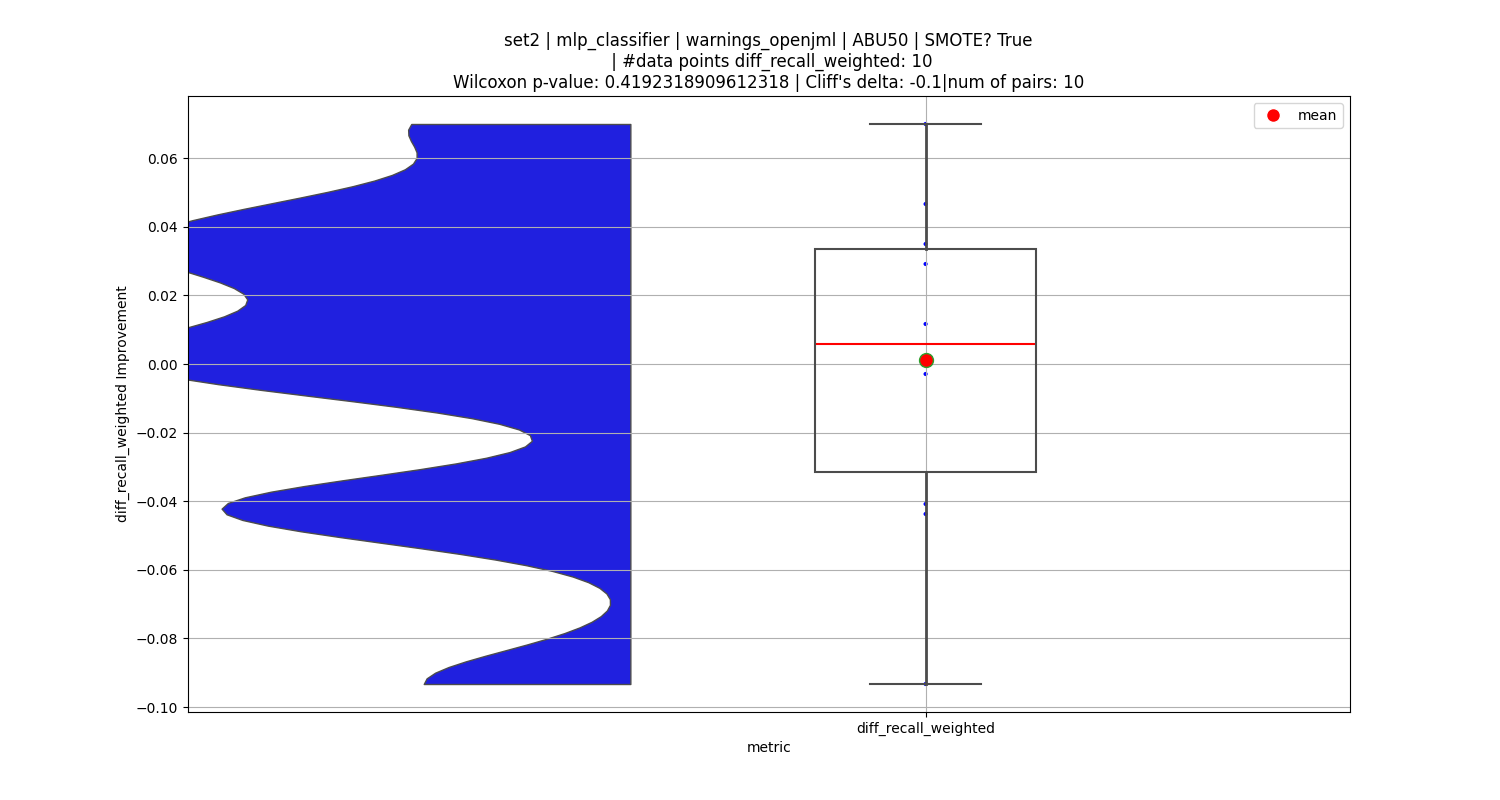 set2 | mlp_classifier | warnings_openjml | ABU50 | SMOTE? True
| #data points diff_recall_weighted: 10
Wilcoxon p-value: 0.4192318909612318 | Cliff's delta: -0.1|num of pairs: 10
mean
0.06
0.04
0.02
0.00
−0.02
−0.04
−0.06
−0.08
−0.10
diff_recall_weighted Improvement
diff_recall_weighted
metric